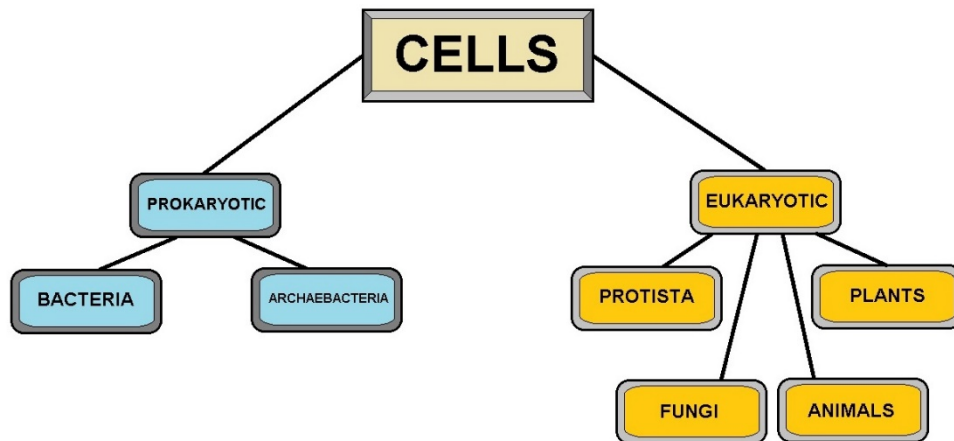 CELLS
PROKARYOTIC
EUKARYOTIC
BACTERIA
ARCHAEBACTERIA
PROTISTA
PLANTS
FUNGI
ANIMALS